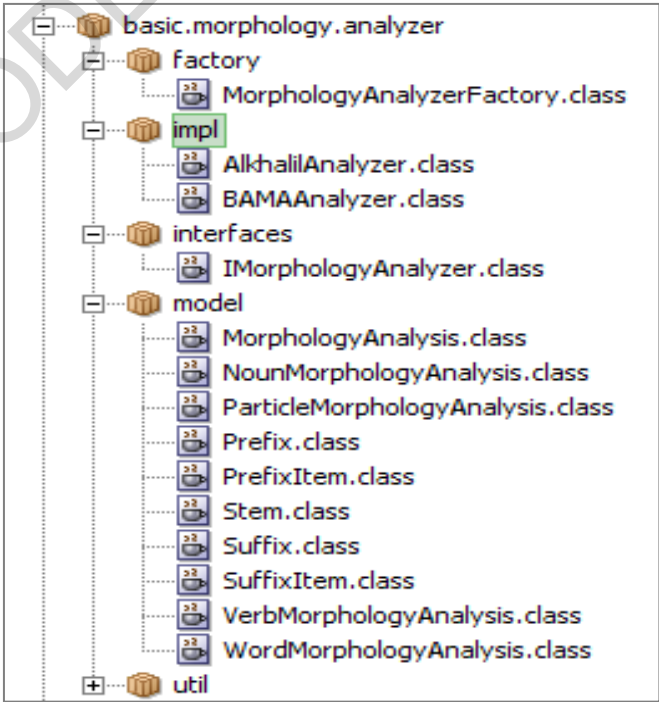 basic.morphology.analyzer
factory
MorphologyAnalyzerFactory.class
impl
AlkhalilAnalyzer.class
BAMAAnalyzer.class
interfaces
IMorphologyAnalyzer.class
model
MorphologyAnalysis.class
NounMorphologyAnalysis.class
ParticleMorphologyAnalysis.class
Prefix.class
PrefixItem.class
Stem.class
Suffix.class
SuffixItem.class
VerbMorphologyAnalysis.class
WordMorphologyAnalysis.class
util